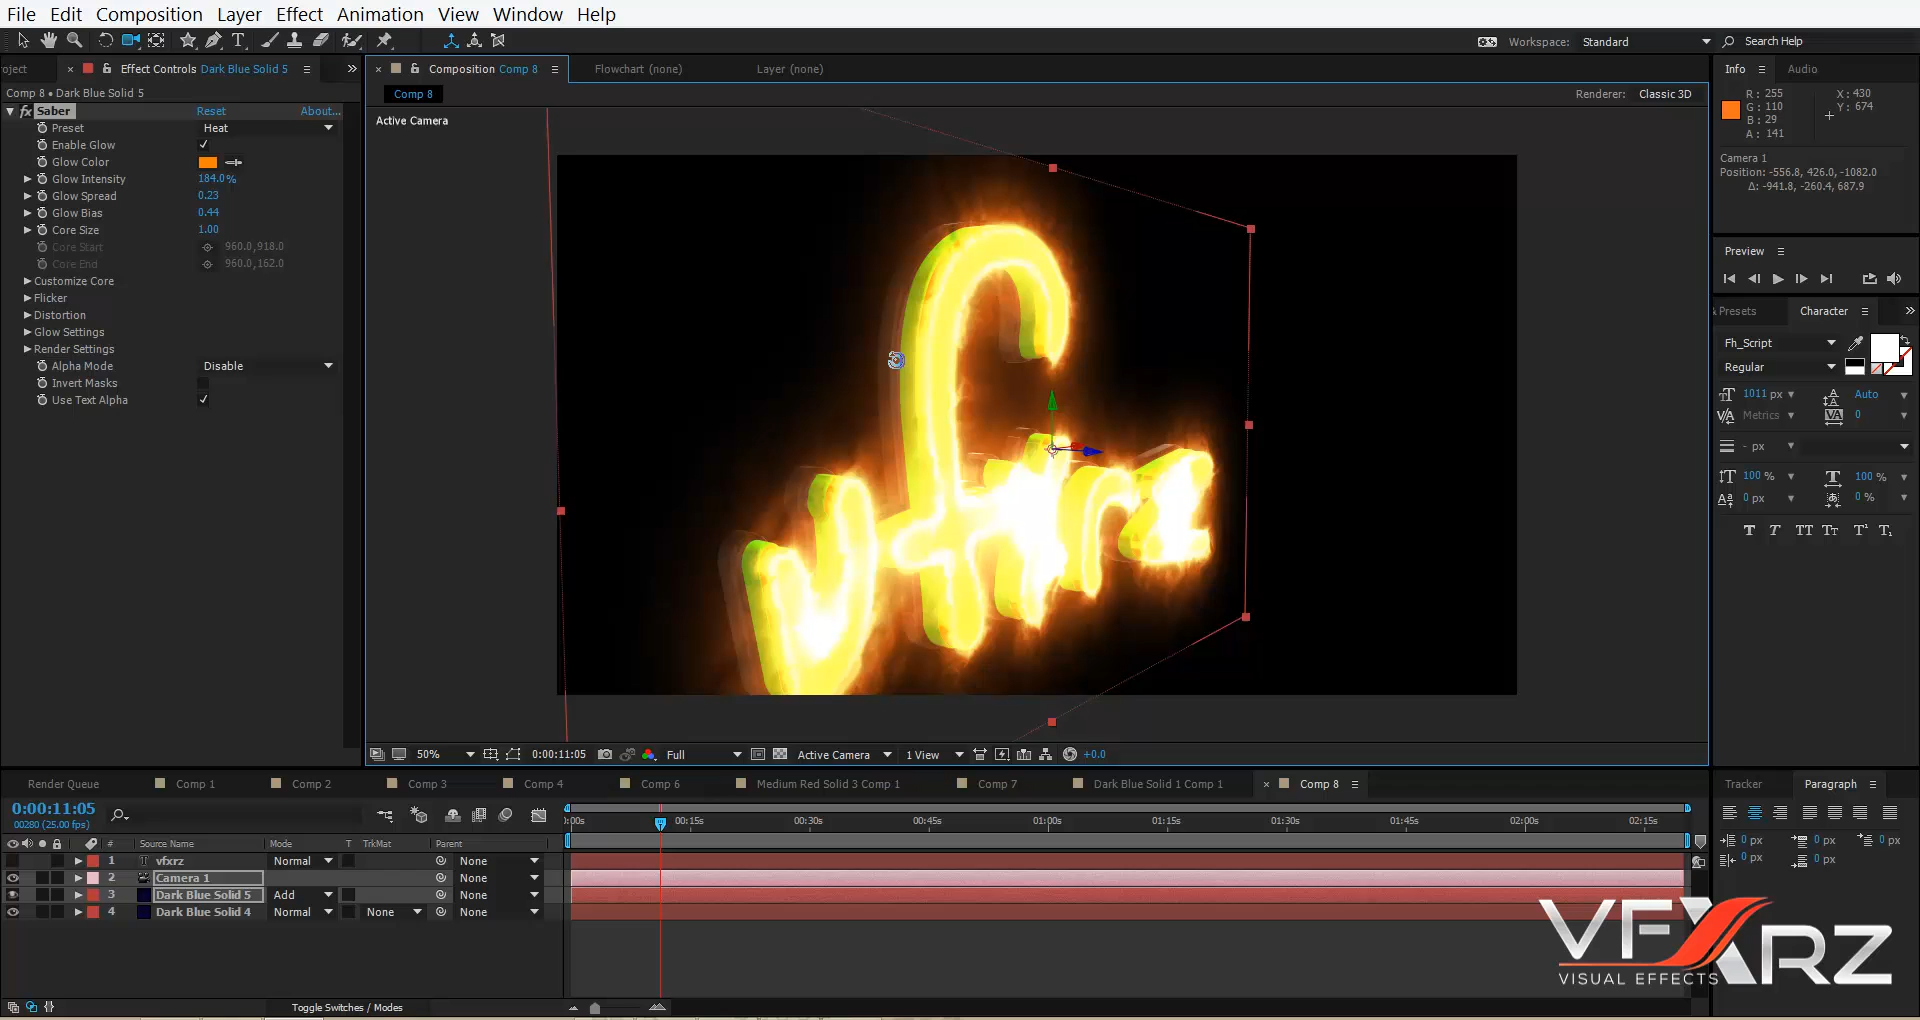 File Edit Composition Layer Effect Animation View Window Help
Workspace: Standard Search Help
roject Effect Controls Dark Blue Solid 5
Composition Comp 8 Flowchart (none) Layer (none)
Info Audio
Comp 8 • Dark Blue Solid 5
Comp 8
Renderer: Classic 3D
fx Saber Reset About...
Preset Heat
Enable Glow
Glow Color
Glow Intensity 184.0%
Glow Spread 0.23
Glow Bias 0.44
Core Size 1.00
Core Start 960.0,918.0
Core End 960.0,162.0
Customize Core
Flicker
Distortion
Glow Settings
Render Settings
Alpha Mode Disable
Invert Masks
Use Text Alpha
Active Camera
vfxrz
R: 255 X: 430
G: 110 Y: 674
B: 29
A: 141
Camera 1
Position: -556.8, 426.0, -1082.0
Δ: -941.8, -260.4, 687.9
Preview
& Presets Character
Fh_Script
Regular
1011 px Auto
Metrics 0
- px
100 % 100 %
0 px 0 %
T T TT Tt T¹ T₁
50% 0:00:11:05 Full Active Camera 1 View +0.0
Render Queue Comp 1 Comp 2 Comp 3 Comp 4 Comp 6 Medium Red Solid 3 Comp 1 Comp 7 Dark Blue Solid 1 Comp 1 Comp 8
Tracker Paragraph
0:00:11:05
00280 (25.00 fps)
):00s 00:15s 00:30s 00:45s 01:00s 01:15s 01:30s 01:45s 02:00s 02:15s
# Source Name Mode T TrkMat Parent
1 T vfxrz Normal None
2 Camera 1 None
3 Dark Blue Solid 5 Add None
4 Dark Blue Solid 4 Normal None None
0 px 0 px 0 px
0 px 0 px
Toggle Switches / Modes
VFXRZ
VISUAL EFFECTS